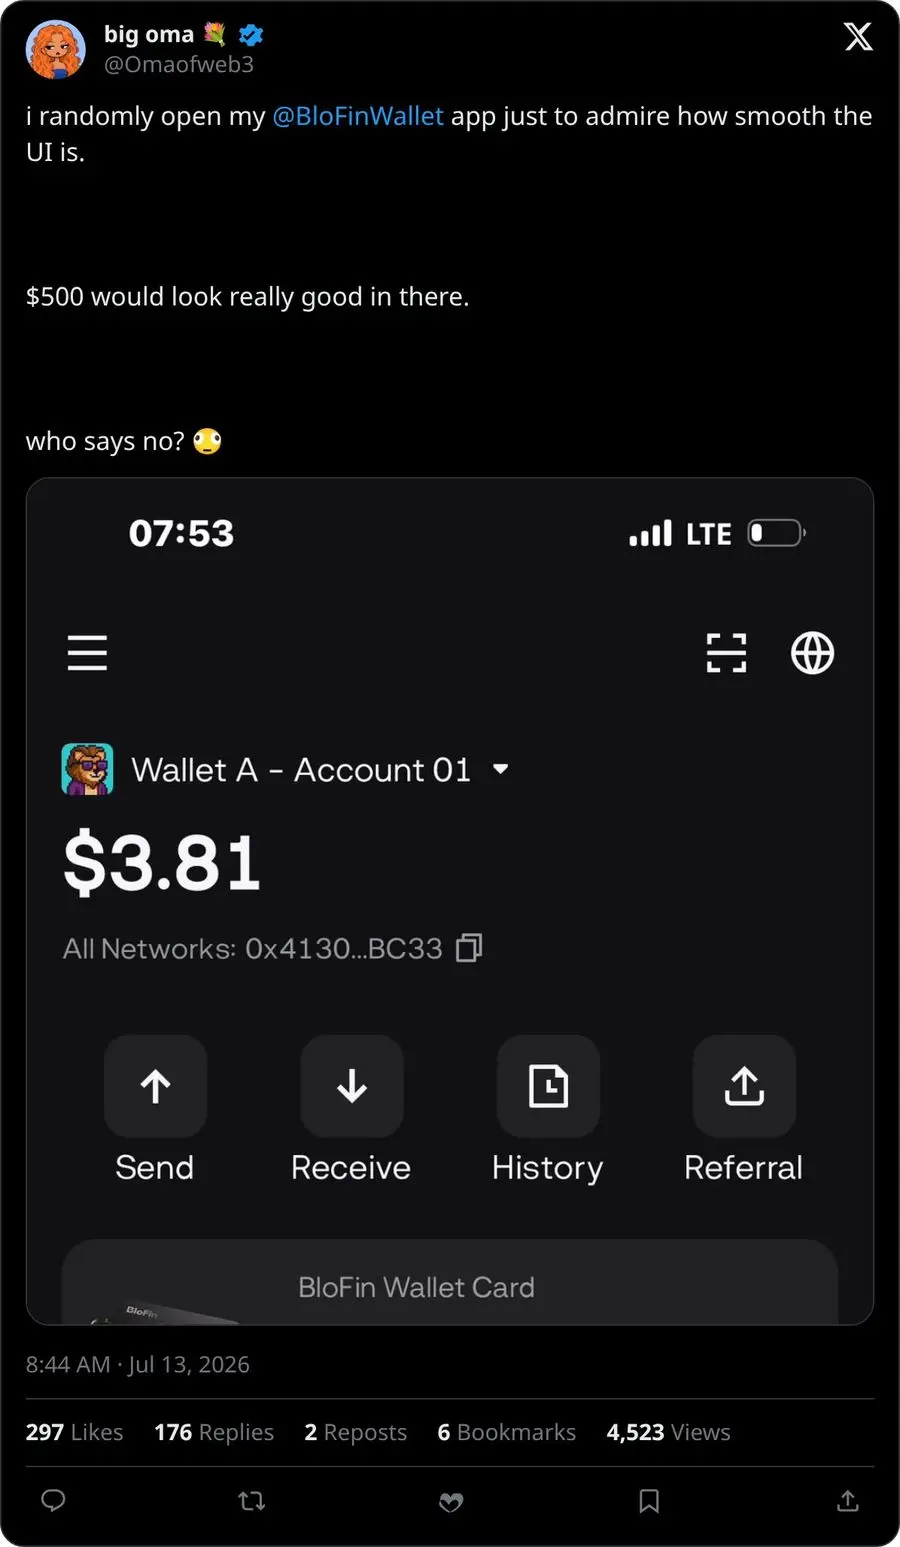 big oma 💐
@Omaofweb3
i randomly open my @BloFinWallet app just to admire how smooth the
UI is.
$500 would look really good in there.
who says no? 🙄
07:53
LTE
Wallet A - Account 01
$3.81
All Networks: 0x4130...BC33
Send Receive History Referral
BloFin Wallet Card
BloFin
8:44 AM · Jul 13, 2026
297 Likes 176 Replies 2 Reposts 6 Bookmarks 4,523 Views